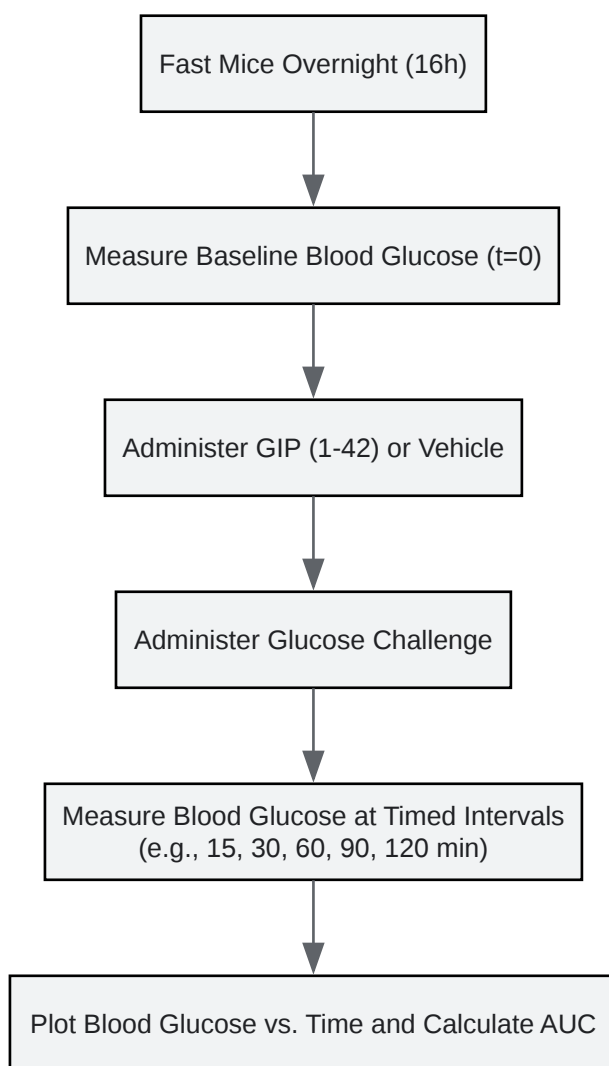 Fast Mice Overnight (16h)
Measure Baseline Blood Glucose (t=0)
Administer GIP (1-42) or Vehicle
Administer Glucose Challenge
Measure Blood Glucose at Timed Intervals
(e.g., 15, 30, 60, 90, 120 min)
Plot Blood Glucose vs. Time and Calculate AUC